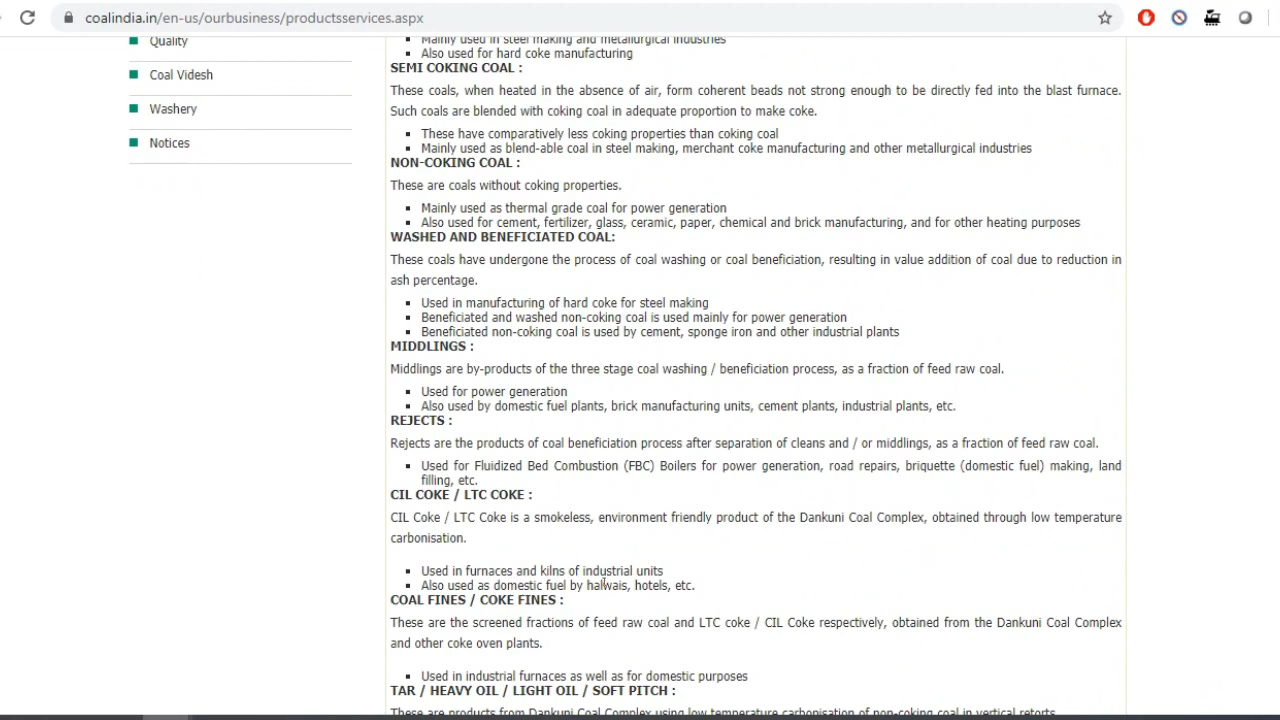 coalindia.in/en-us/ourbusiness/productsservices.aspx
Quality
Coal Videsh
Washery
Notices
Mainly used in steel making and metallurgical industries
Also used for hard coke manufacturing
SEMI COKING COAL :
These coals, when heated in the absence of air, form coherent beads not strong enough to be directly fed into the blast furnace.
Such coals are blended with coking coal in adequate proportion to make coke.
These have comparatively less coking properties than coking coal
Mainly used as blend-able coal in steel making, merchant coke manufacturing and other metallurgical industries
NON-COKING COAL :
These are coals without coking properties.
Mainly used as thermal grade coal for power generation
Also used for cement, fertilizer, glass, ceramic, paper, chemical and brick manufacturing, and for other heating purposes
WASHED AND BENEFICIATED COAL:
These coals have undergone the process of coal washing or coal beneficiation, resulting in value addition of coal due to reduction in
ash percentage.
Used in manufacturing of hard coke for steel making
Beneficiated and washed non-coking coal is used mainly for power generation
Beneficiated non-coking coal is used by cement, sponge iron and other industrial plants
MIDDLINGS :
Middlings are by-products of the three stage coal washing / beneficiation process, as a fraction of feed raw coal.
Used for power generation
Also used by domestic fuel plants, brick manufacturing units, cement plants, industrial plants, etc.
REJECTS :
Rejects are the products of coal beneficiation process after separation of cleans and / or middlings, as a fraction of feed raw coal.
Used for Fluidized Bed Combustion (FBC) Boilers for power generation, road repairs, briquette (domestic fuel) making, land
filling, etc.
CIL COKE / LTC COKE :
CIL Coke / LTC Coke is a smokeless, environment friendly product of the Dankuni Coal Complex, obtained through low temperature
carbonisation.
Used in furnaces and kilns of industrial units
Also used as domestic fuel by halwais, hotels, etc.
COAL FINES / COKE FINES :
These are the screened fractions of feed raw coal and LTC coke / CIL Coke respectively, obtained from the Dankuni Coal Complex
and other coke oven plants.
Used in industrial furnaces as well as for domestic purposes
TAR / HEAVY OIL / LIGHT OIL / SOFT PITCH :
These are products from Dankuni Coal Complex using low temperature carbonisation of non-coking coal in vertical retorts.